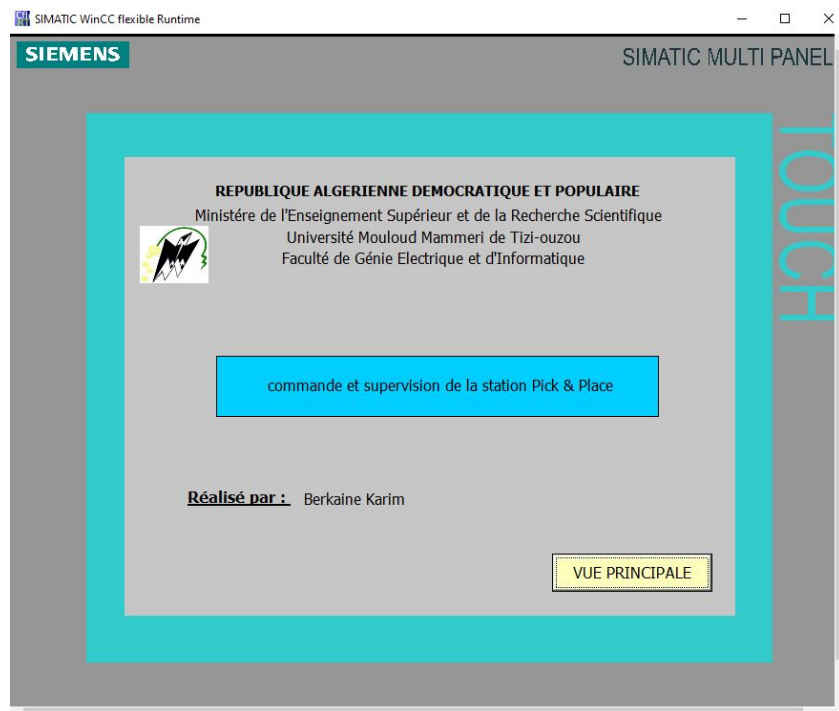 SIMATIC WinCC flexible Runtime
SIEMENS
SIMATIC MULTI PANEL
TOUCH
REPUBLIQUE ALGERIENNE DEMOCRATIQUE ET POPULAIRE
Ministére de l'Enseignement Supérieur et de la Recherche Scientifique
Université Mouloud Mammeri de Tizi-ouzou
Faculté de Génie Electrique et d'Informatique
commande et supervision de la station Pick & Place
Réalisé par : Berkaine Karim
VUE PRINCIPALE